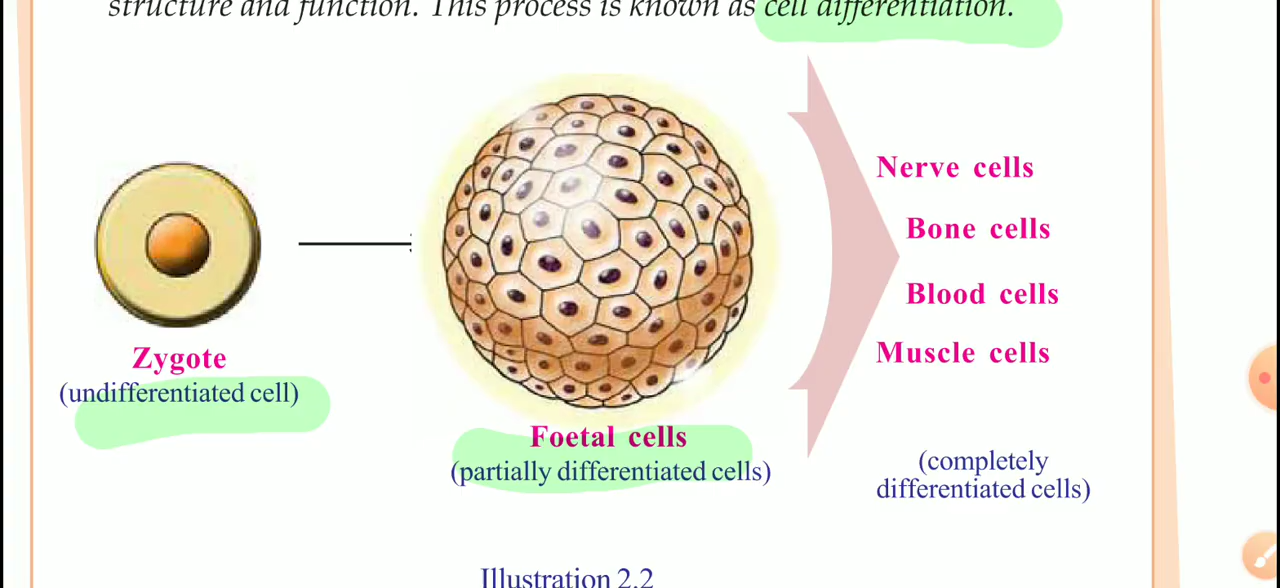 structure and function. This process is known as cell differentiation.
Nerve cells
Bone cells
Blood cells
Muscle cells
Zygote
(undifferentiated cell)
Foetal cells
(partially differentiated cells)
(completely
differentiated cells)
Illustration 2.2